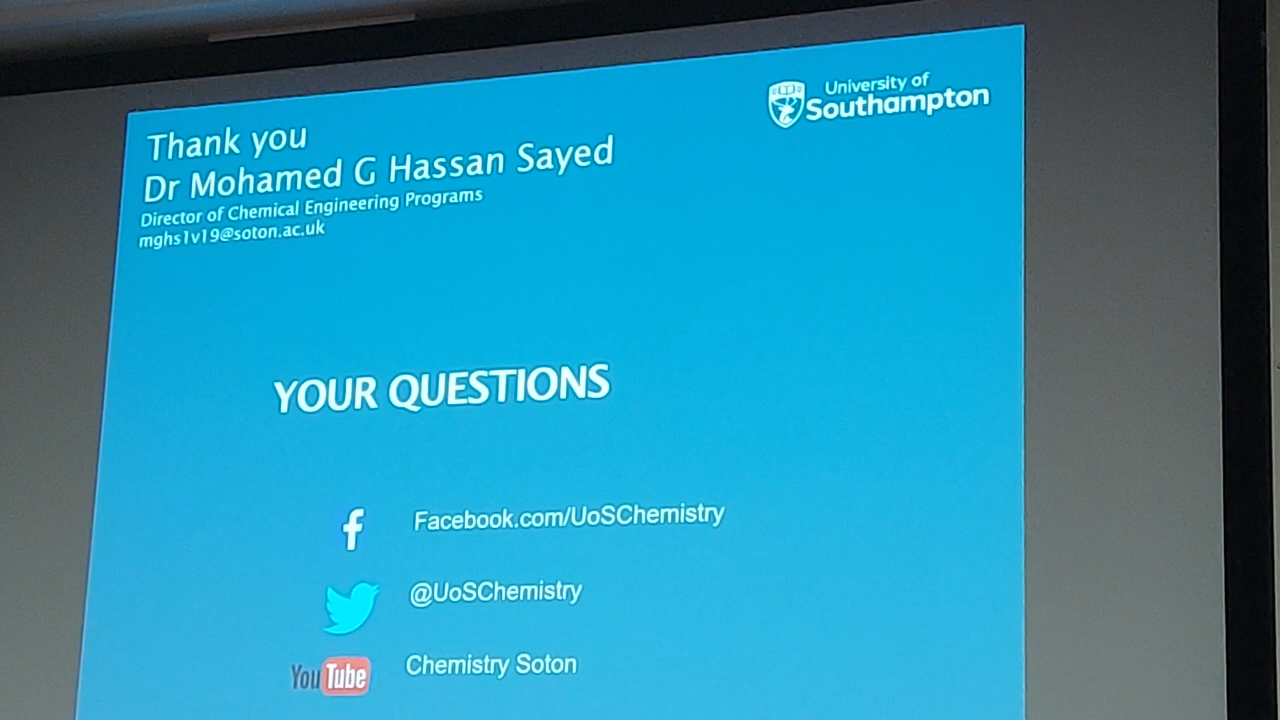 University of
Southampton
Thank you
Dr Mohamed G Hassan Sayed
Director of Chemical Engineering Programs
mghs1v19@soton.ac.uk
YOUR QUESTIONS
f
Facebook.com/UoSChemistry
@UoSChemistry
YouTube
Chemistry Soton